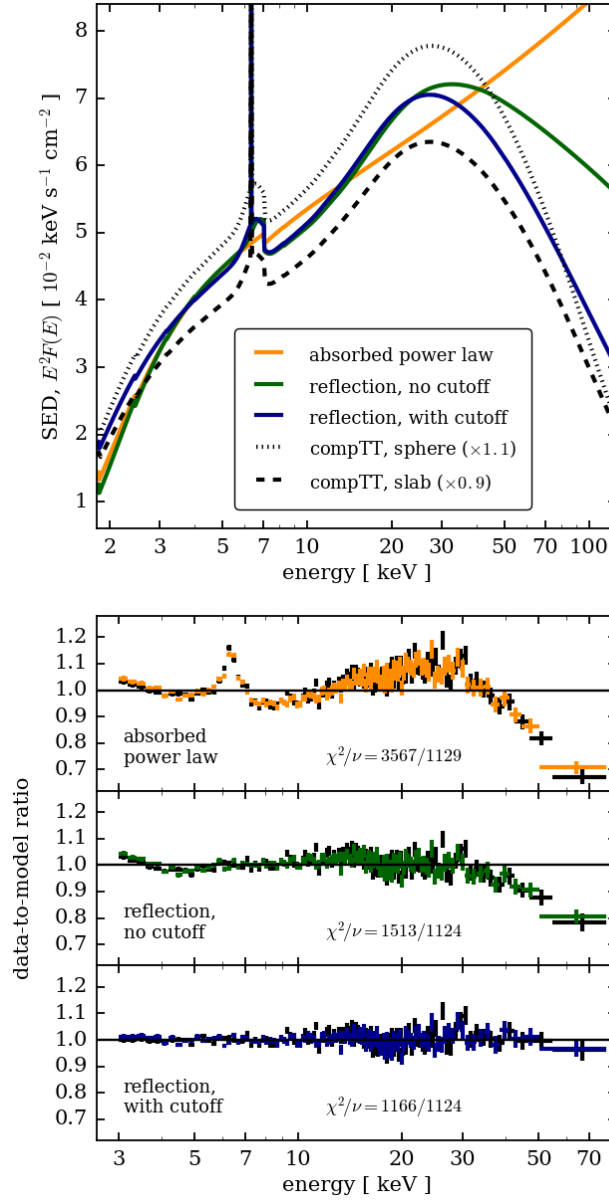 8
7
6
5
4
3
2
1
SED, E²F(E) [ 10⁻² keV s⁻¹ cm⁻² ]
absorbed power law
reflection, no cutoff
reflection, with cutoff
compTT, sphere (×1.1)
compTT, slab (×0.9)
2 3 5 7 10 20 30 50 70 100
energy [ keV ]
data-to-model ratio
1.2
1.1
1.0
0.9
0.8
0.7
absorbed
power law
χ²/ν = 3567/1129
1.2
1.1
1.0
0.9
0.8
0.7
reflection,
no cutoff
χ²/ν = 1513/1124
1.2
1.1
1.0
0.9
0.8
0.7
reflection,
with cutoff
χ²/ν = 1166/1124
3 5 7 10 20 30 50 70
energy [ keV ]